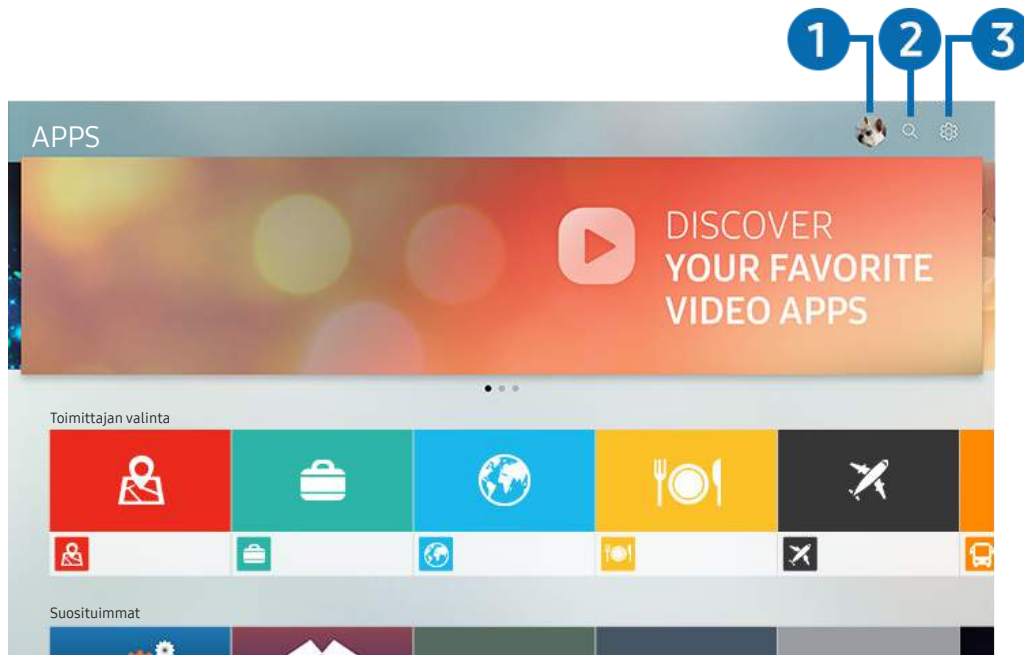 1 2 3
APPS
DISCOVER
YOUR FAVORITE
VIDEO APPS
Toimittajan valinta
Suosituimmat